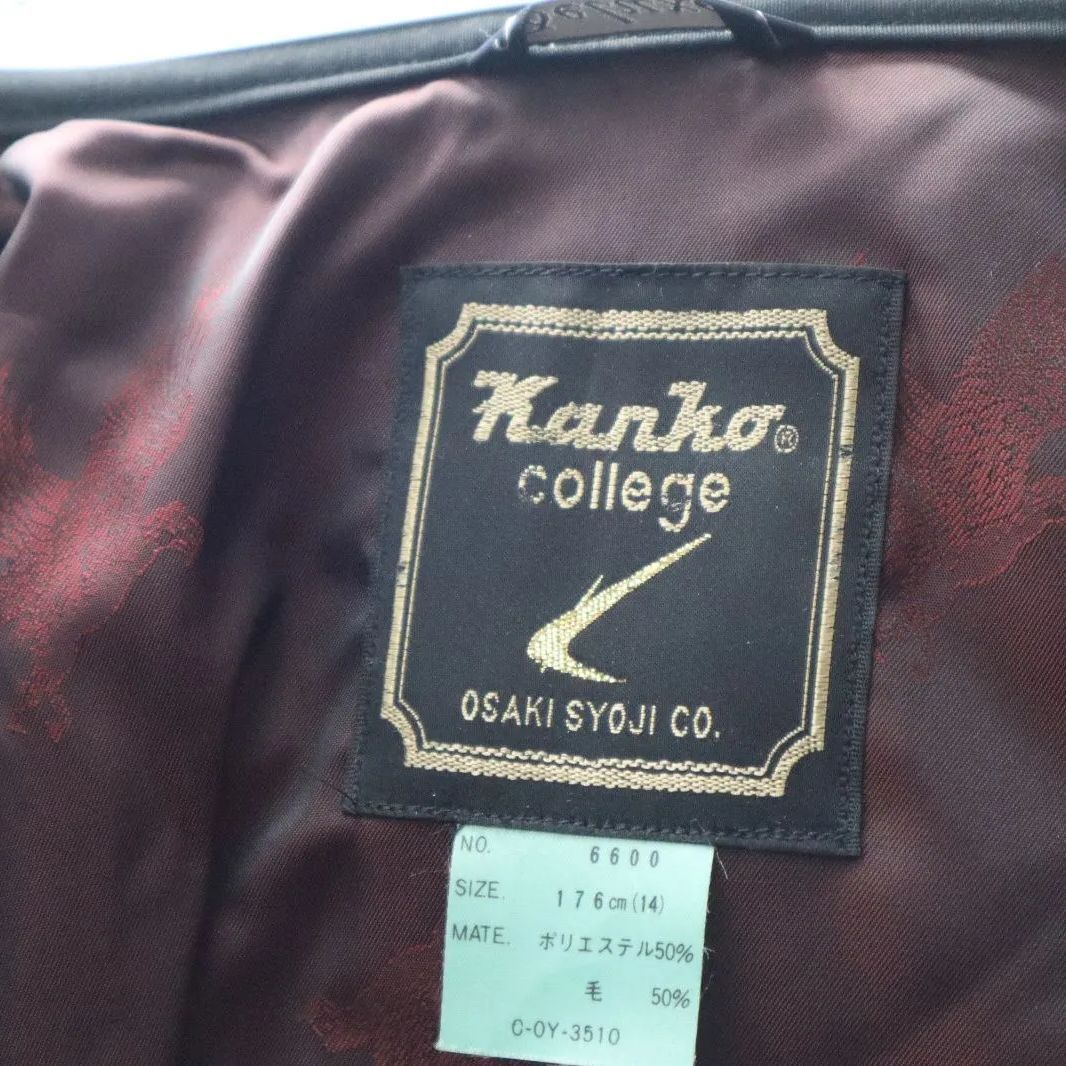 Kanko®
college
OSAKI SYOJI CO.
NO. 6600
SIZE. 176cm(14)
MATE. ポリエステル50%
毛 50%
C-OY-3510